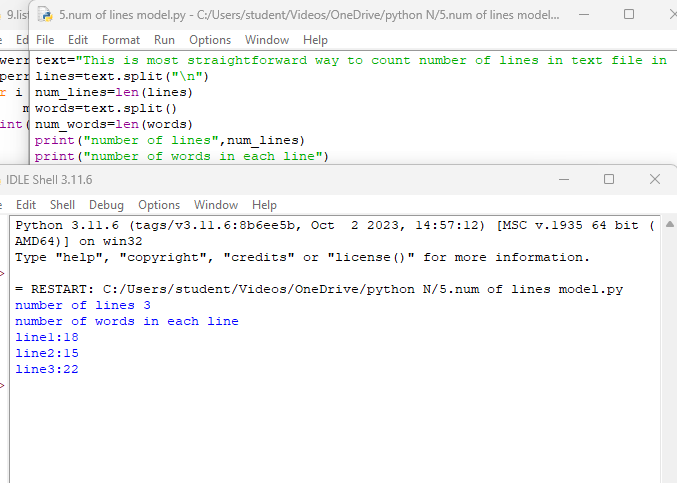 9.list
5.num of lines model.py - C:/Users/student/Videos/OneDrive/python N/5.num of lines model....
File Edit Format Run Options Window Help
text="This is most straightforward way to count number of lines in text file in
lines=text.split("\n")
num_lines=len(lines)
words=text.split()
num_words=len(words)
print("number of lines",num_lines)
print("number of words in each line")
IDLE Shell 3.11.6
Edit Shell Debug Options Window Help
Python 3.11.6 (tags/v3.11.6:8b6ee5b, Oct  2 2023, 14:57:12) [MSC v.1935 64 bit (
AMD64)] on win32
Type "help", "copyright", "credits" or "license()" for more information.
= RESTART: C:/Users/student/Videos/OneDrive/python N/5.num of lines model.py
number of lines 3
number of words in each line
line1:18
line2:15
line3:22